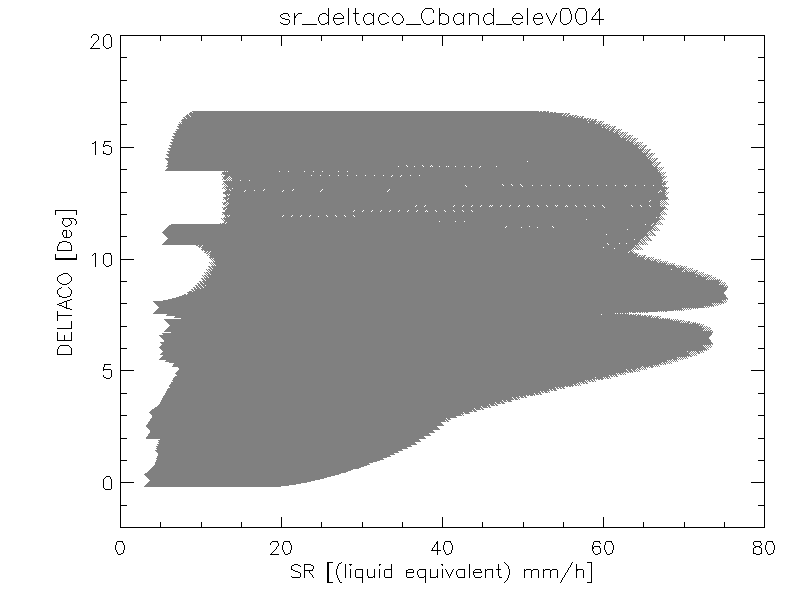 sr_deltaco_Cband_elev004
20
15
10
5
0
DELTACO [Deg]
0 20 40 60 80
SR [(liquid equivalent) mm/h]